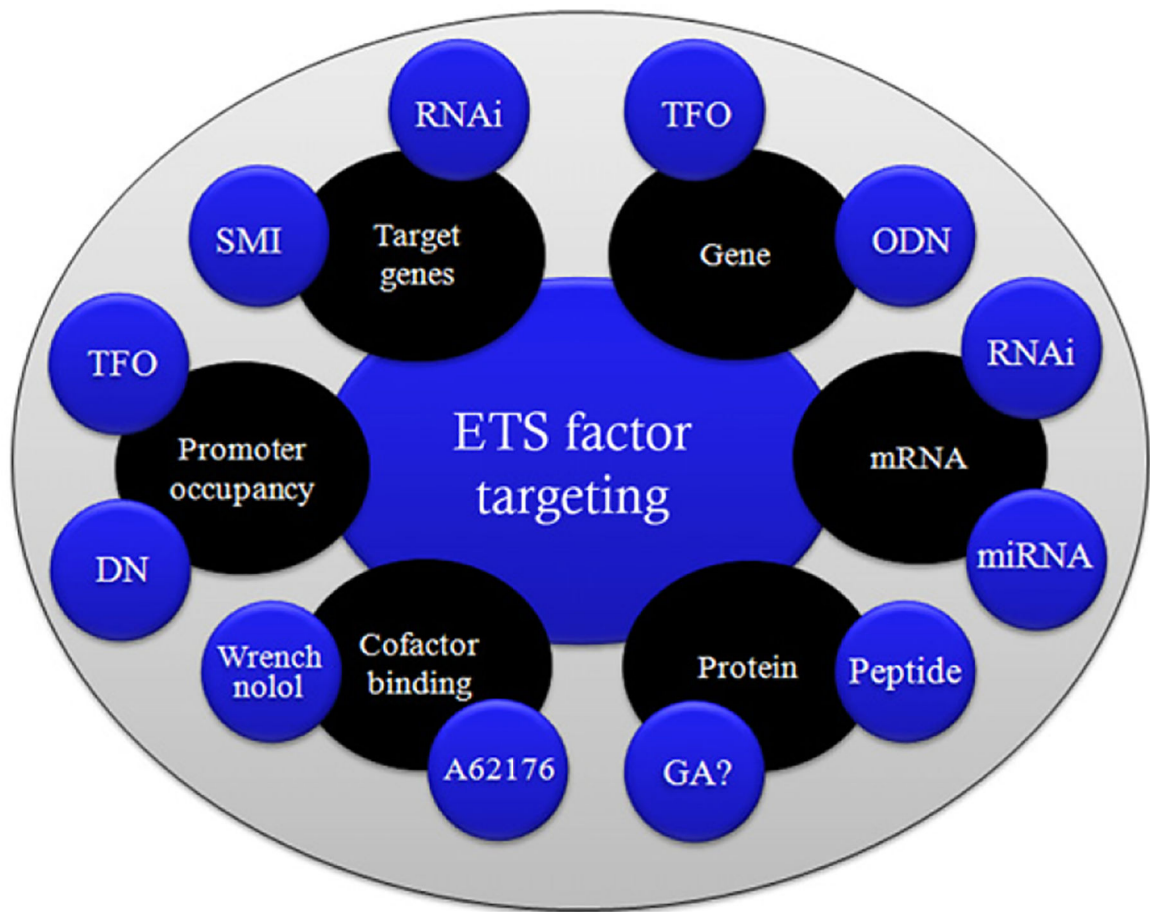 RNAi
TFO
SMI
Target
genes
Gene
ODN
TFO
RNAi
ETS factor
targeting
Promoter
occupancy
mRNA
DN
miRNA
Wrench
nolol
Cofactor
binding
Protein
Peptide
A62176
GA?